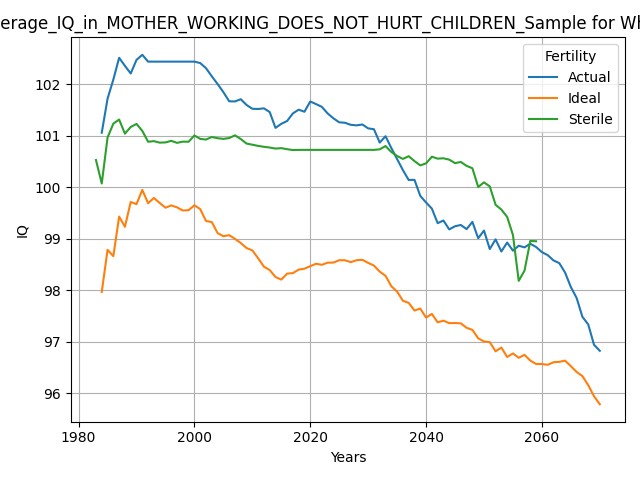 erage_IQ_in_MOTHER_WORKING_DOES_NOT_HURT_CHILDREN_Sample for Wh
Fertility
Actual
Ideal
Sterile
102
101
100
99
98
97
96
IQ
1980 2000 2020 2040 2060
Years